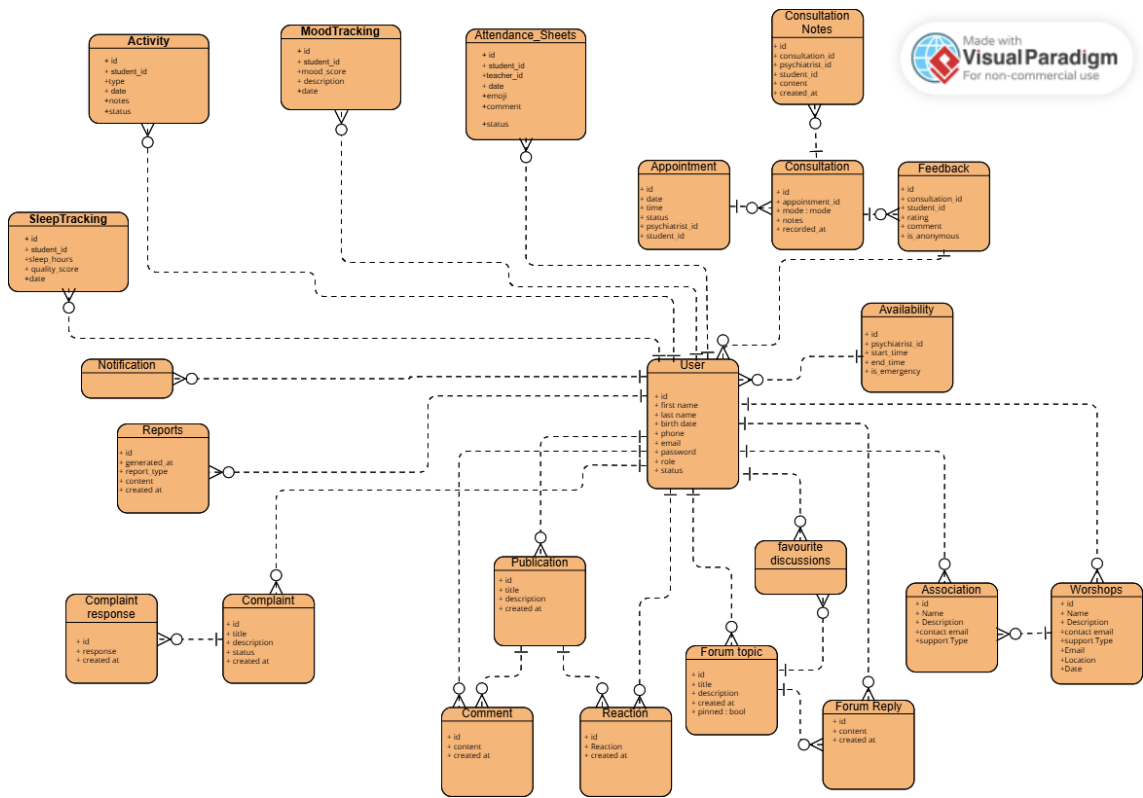 Activity
+ id
+ student_id
+type
+ date
+notes
+status
MoodTracking
+ id
+ student_id
+mood_score
+ description
+date
Attendance_Sheets
+ id
+ student_id
+teacher_id
+ date
+emoji
+comment
+status
Consultation
Notes
+ id
+ consultation_id
+ psychiatrist_id
+ student_id
+ content
+ created_at
Made with
Visual Paradigm
For non-commercial use
Appointment
+ id
+ date
+ time
+ status
+ psychiatrist_id
+ student_id
Consultation
+ id
+ appointment_id
+ mode : mode
+ notes
+ recorded_at
Feedback
+ id
+ consultation_id
+ student_id
+ rating
+ comment
+ is_anonymous
SleepTracking
+ id
+ student_id
+sleep_hours
+ quality_score
+date
Availability
+ id
+ psychiatrist_id
+ start_time
+ end_time
+ is_emergency
Notification
User
+ id
+ first name
+ last name
+ birth date
+ phone
+ email
+ password
+ role
+ status
Reports
+ id
+ generated_at
+ report_type
+ content
+ created at
favourite
discussions
Publication
+ id
+ title
+ description
+ created at
Complaint
response
+ id
+ response
+ created at
Complaint
+ id
+ title
+ description
+ status
+ created at
Association
+ id
+ Name
+ Description
+contact email
+support Type
Worshops
+ id
+ Name
+ Description
+contact email
+support Type
+ Email
+Location
+Date
Forum topic
+ id
+ title
+ description
+ created at
+ pinned : bool
Comment
+ id
+ content
+ created at
Reaction
+ id
+ Reaction
+ created at
Forum Reply
+ id
+ content
+ created at